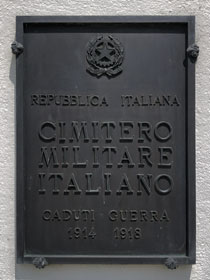 REPUBBLICA ITALIANA
CIMITERO
MILITARE
ITALIANO
CADUTI GUERRA
1914 1918